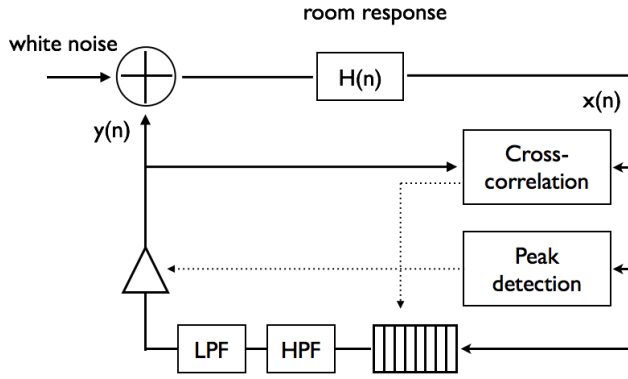 room response
white noise
H(n)
x(n)
y(n)
Cross-
correlation
Peak
detection
LPF
HPF